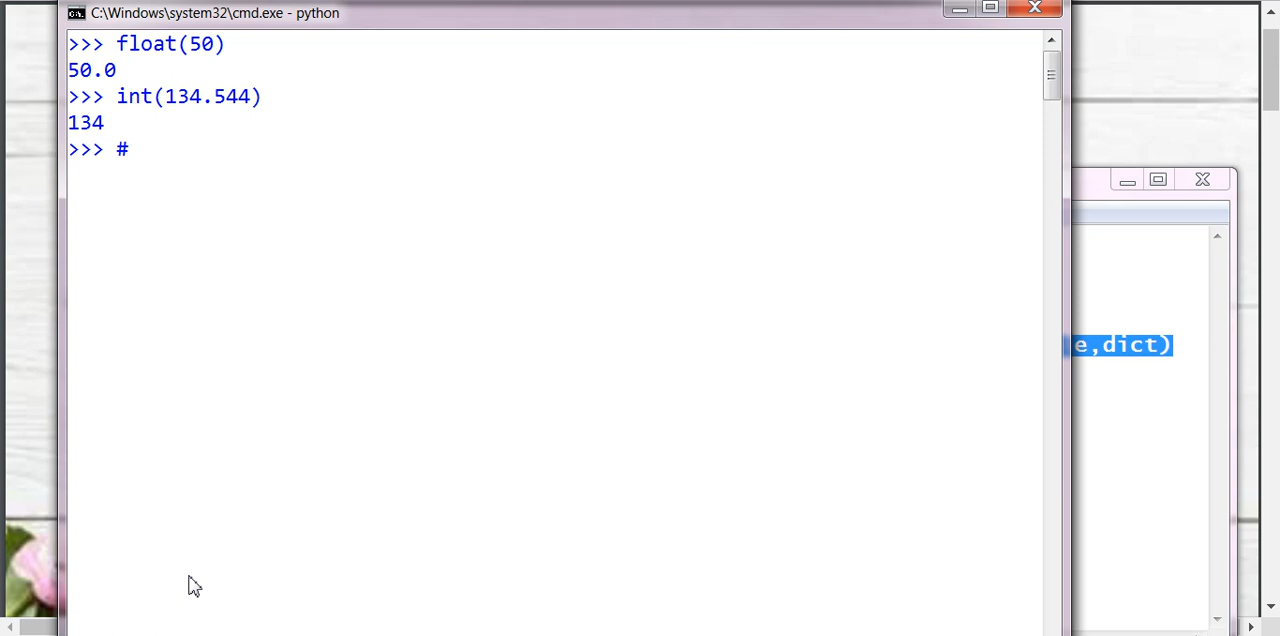 C:\Windows\system32\cmd.exe - python
>>> float(50)
50.0
>>> int(134.544)
134
>>> #
e,dict)